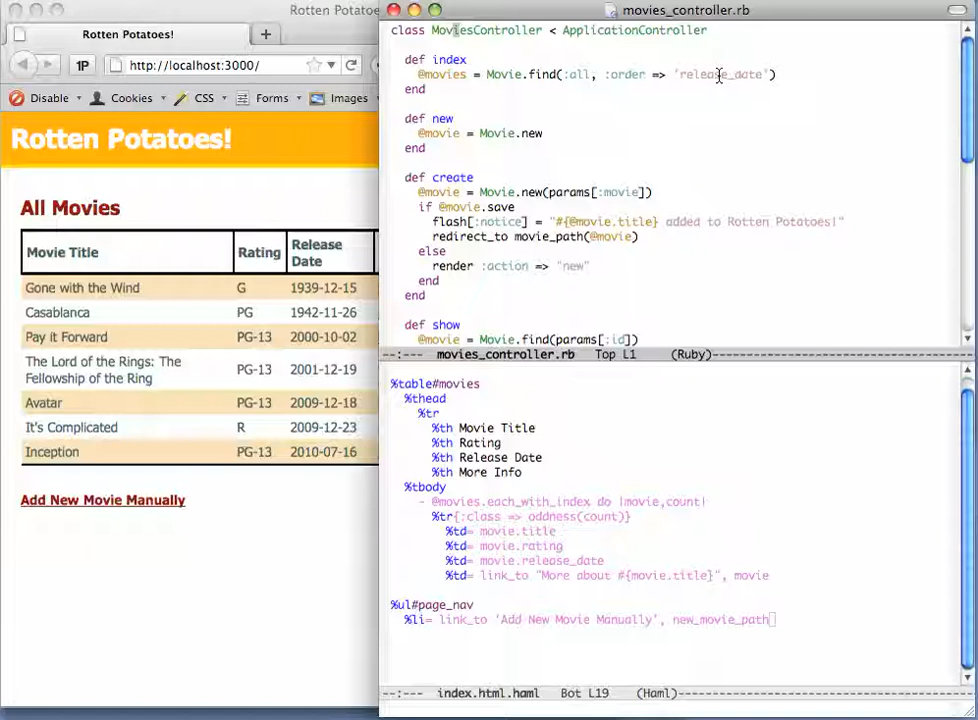 Rotten Potatoes!
Rotten Potatoes!
+
1P
http://localhost:3000/
Disable
Cookies
CSS
Forms
Images
Rotten Potatoes!
All Movies
Movie Title Rating Release Date
Gone with the Wind G 1939-12-15
Casablanca PG 1942-11-26
Pay it Forward PG-13 2000-10-02
The Lord of the Rings: The
Fellowship of the Ring PG-13 2001-12-19
Avatar PG-13 2009-12-18
It's Complicated R 2009-12-23
Inception PG-13 2010-07-16
Add New Movie Manually
movies_controller.rb
class MoviesController < ApplicationController
def index
@movies = Movie.find(:all, :order => 'release_date')
end
def new
@movie = Movie.new
end
def create
@movie = Movie.new(params[:movie])
if @movie.save
flash[:notice] = "#{@movie.title} added to Rotten Potatoes!"
redirect_to movie_path(@movie)
else
render :action => "new"
end
end
def show
@movie = Movie.find(params[:id])
--:--- movies_controller.rb Top L1 (Ruby)
%table#movies
%thead
%tr
%th Movie Title
%th Rating
%th Release Date
%th More Info
%tbody
- @movies.each_with_index do |movie,count|
%tr{:class => oddness(count)}
%td= movie.title
%td= movie.rating
%td= movie.release_date
%td= link_to "More about #{movie.title}", movie
%ul#page_nav
%li= link_to 'Add New Movie Manually', new_movie_path
--:--- index.html.haml Bot L19 (Haml)